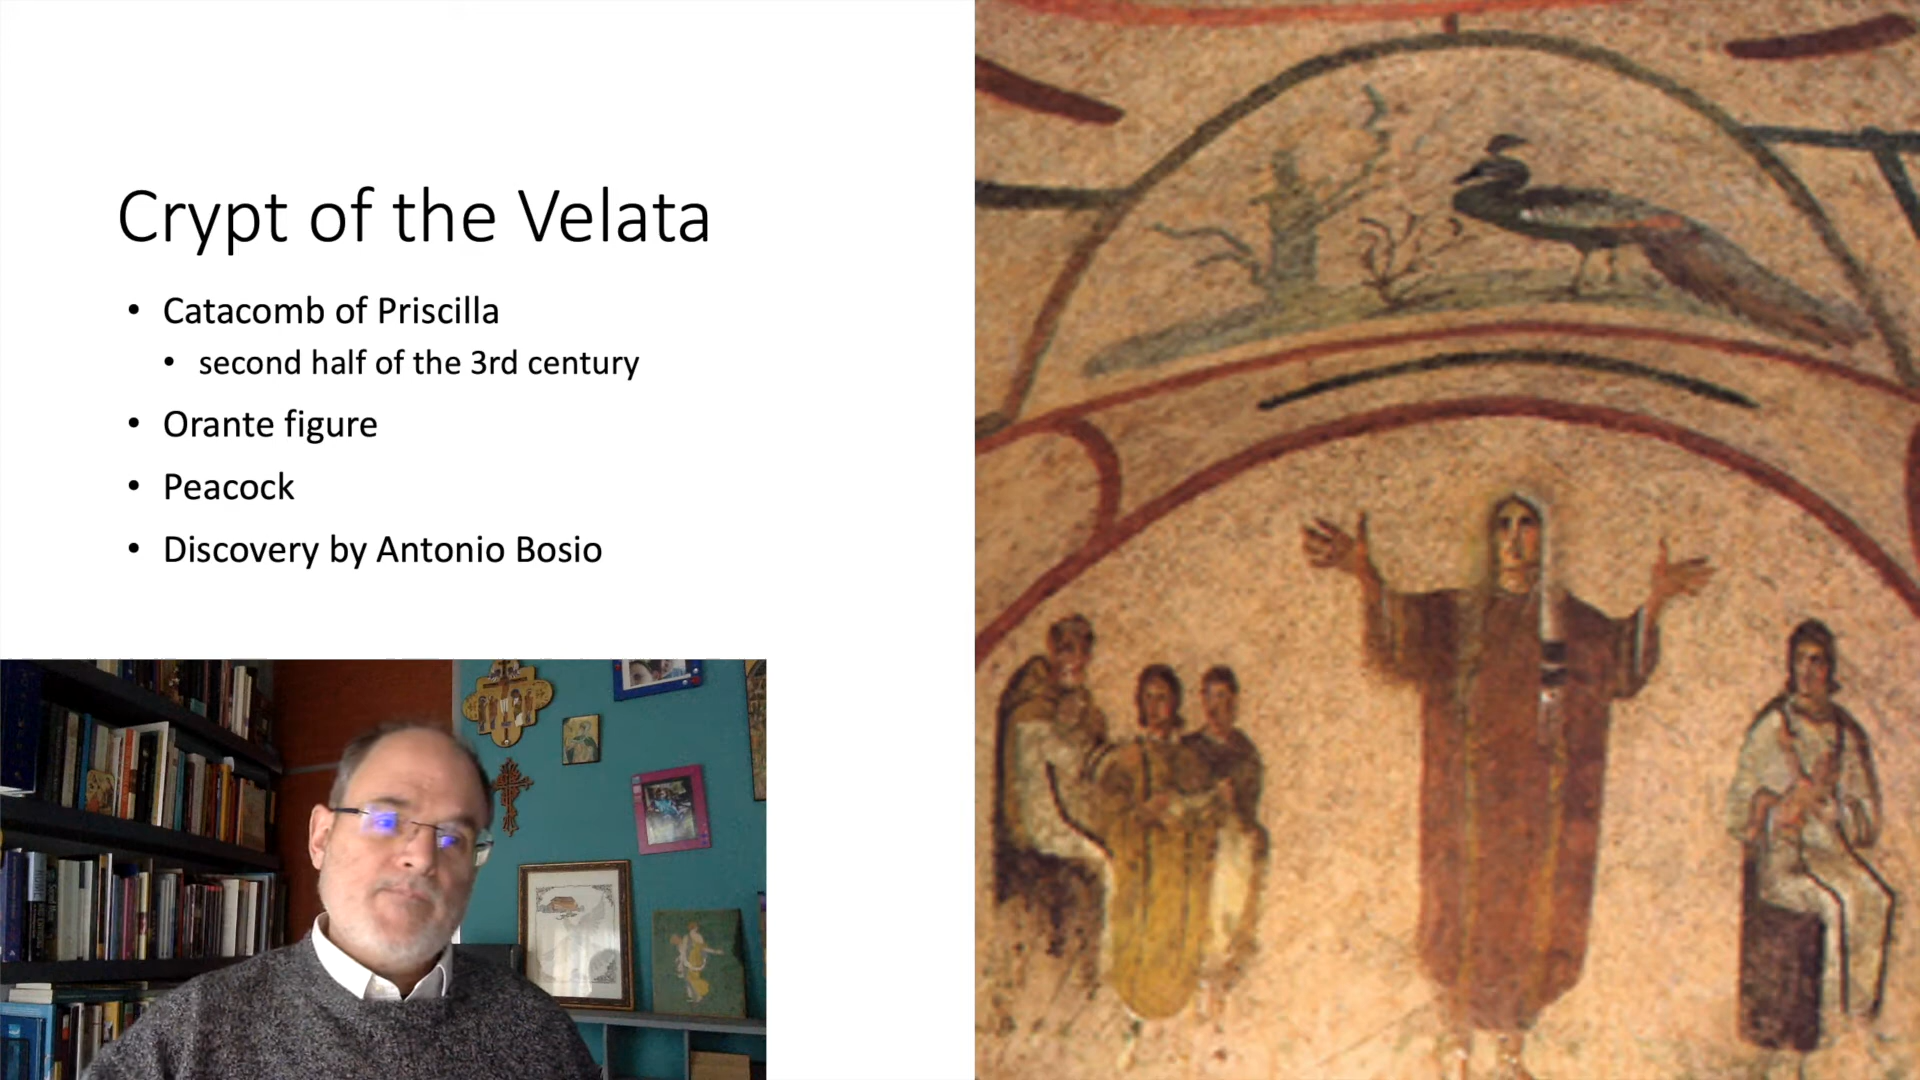 Crypt of the Velata
• Catacomb of Priscilla
• second half of the 3rd century
• Orante figure
• Peacock
• Discovery by Antonio Bosio